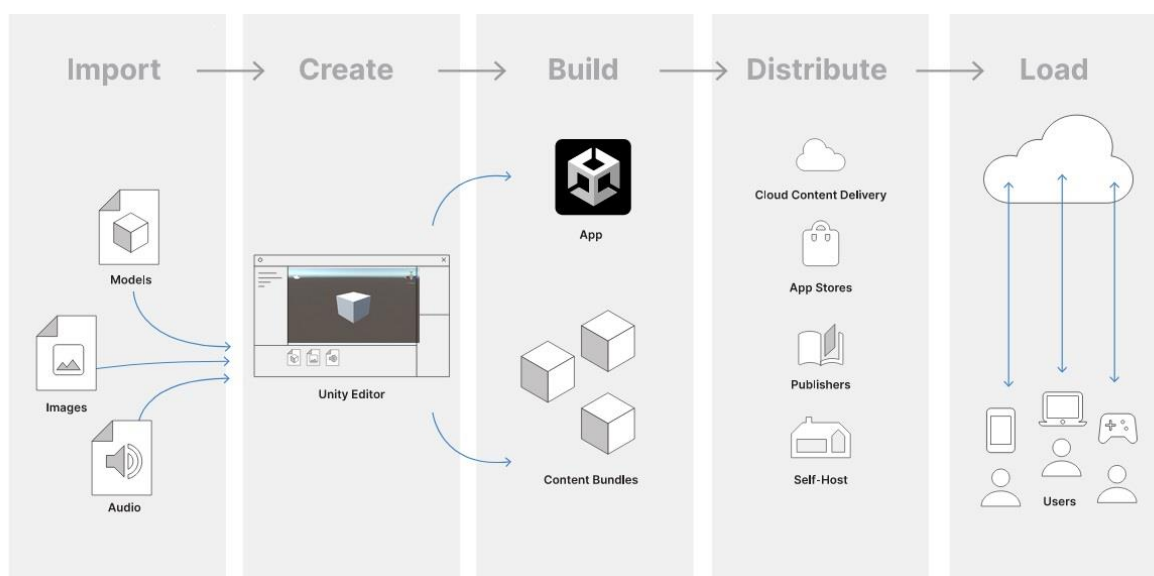 Import
Create
Build
Distribute
Load
Models
Images
Audio
Unity Editor
App
Content Bundles
Cloud Content Delivery
App Stores
Publishers
Self-Host
Users